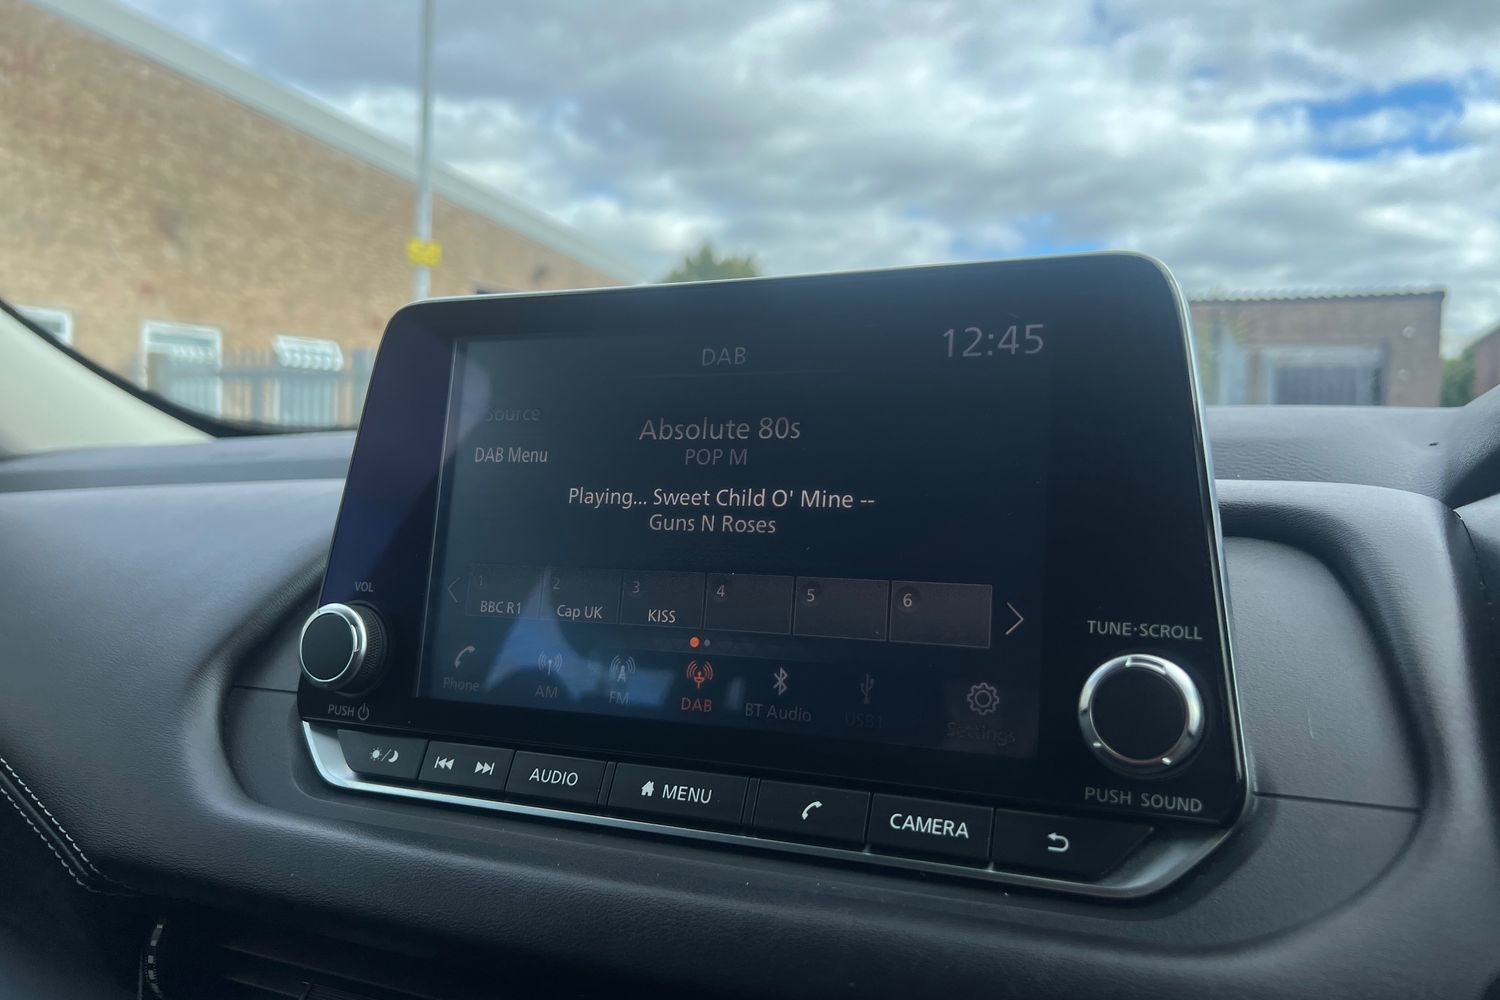 DAB
12:45
Source
DAB Menu
Absolute 80s
POP M
Playing... Sweet Child O' Mine --
Guns N Roses
1
BBC R1
2
Cap UK
3
KISS
4
5
6
Phone
AM
FM
DAB
BT Audio
USB1
Settings
VOL
PUSH
TUNE·SCROLL
PUSH SOUND
AUDIO
MENU
CAMERA